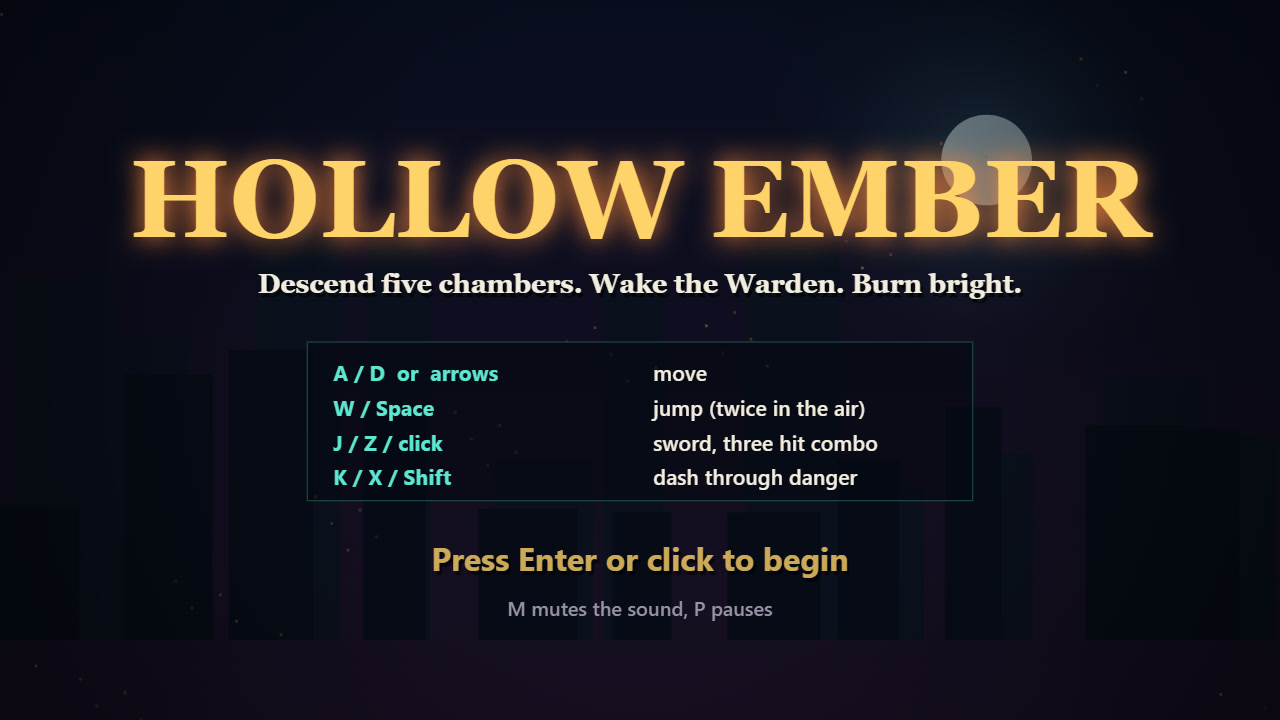 HOLLOW EMBER
Descend five chambers. Wake the Warden. Burn bright.
A / D or arrows move
W / Space jump (twice in the air)
J / Z / click sword, three hit combo
K / X / Shift dash through danger
Press Enter or click to begin
M mutes the sound, P pauses